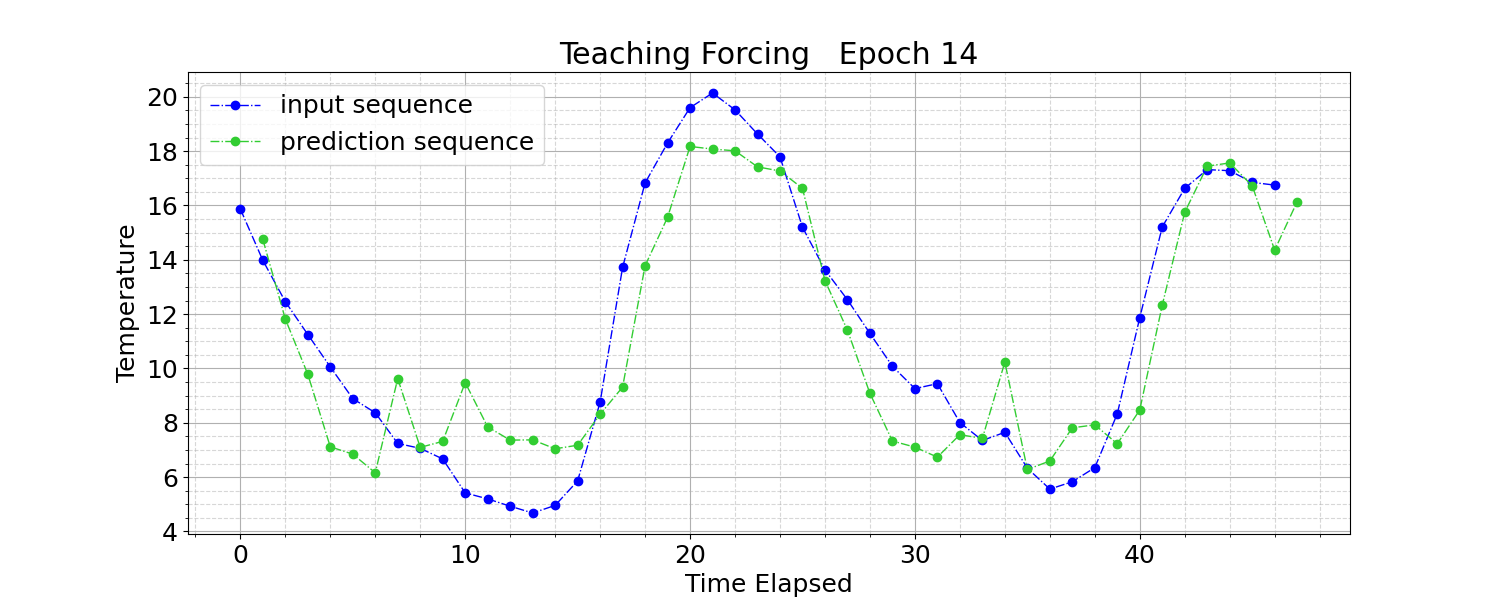 Teaching Forcing   Epoch 14
input sequence
prediction sequence
Temperature
20
18
16
14
12
10
8
6
4
0 10 20 30 40
Time Elapsed